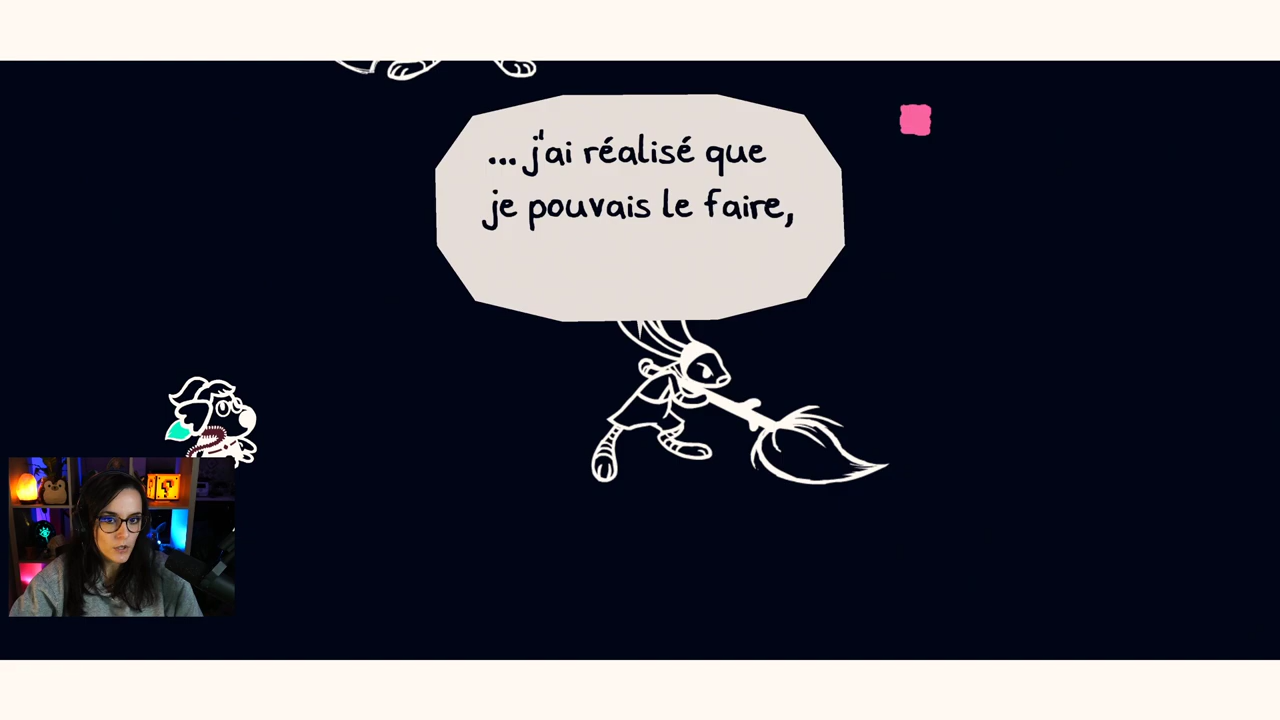 ... j'ai réalisé que
je pouvais le faire,